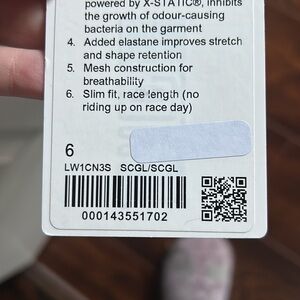 powered by X-STATIC®, inhibits
the growth of odour-causing
bacteria on the garment
4. Added elastane improves stretch
and shape retention
5. Mesh construction for
breathability
6. Slim fit, race length (no
riding up on race day)
6
LW1CN3S SCGL/SCGL
000143551702